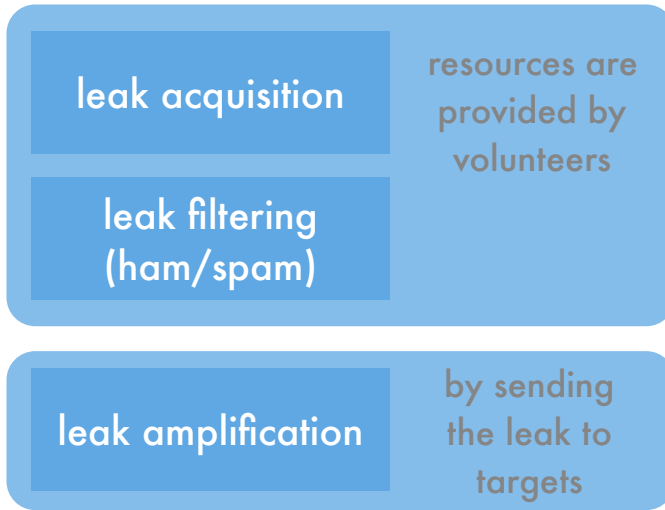 leak acquisition
resources are
provided by
volunteers
leak filtering
(ham/spam)
leak amplification
by sending
the leak to
targets